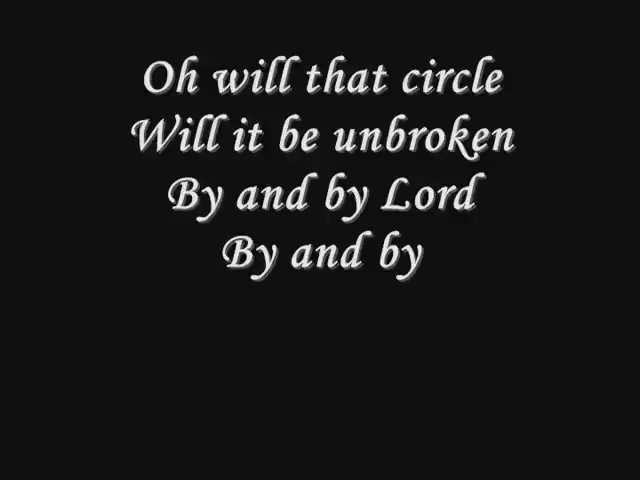 Oh will that circle
Will it be unbroken
By and by Lord
By and by